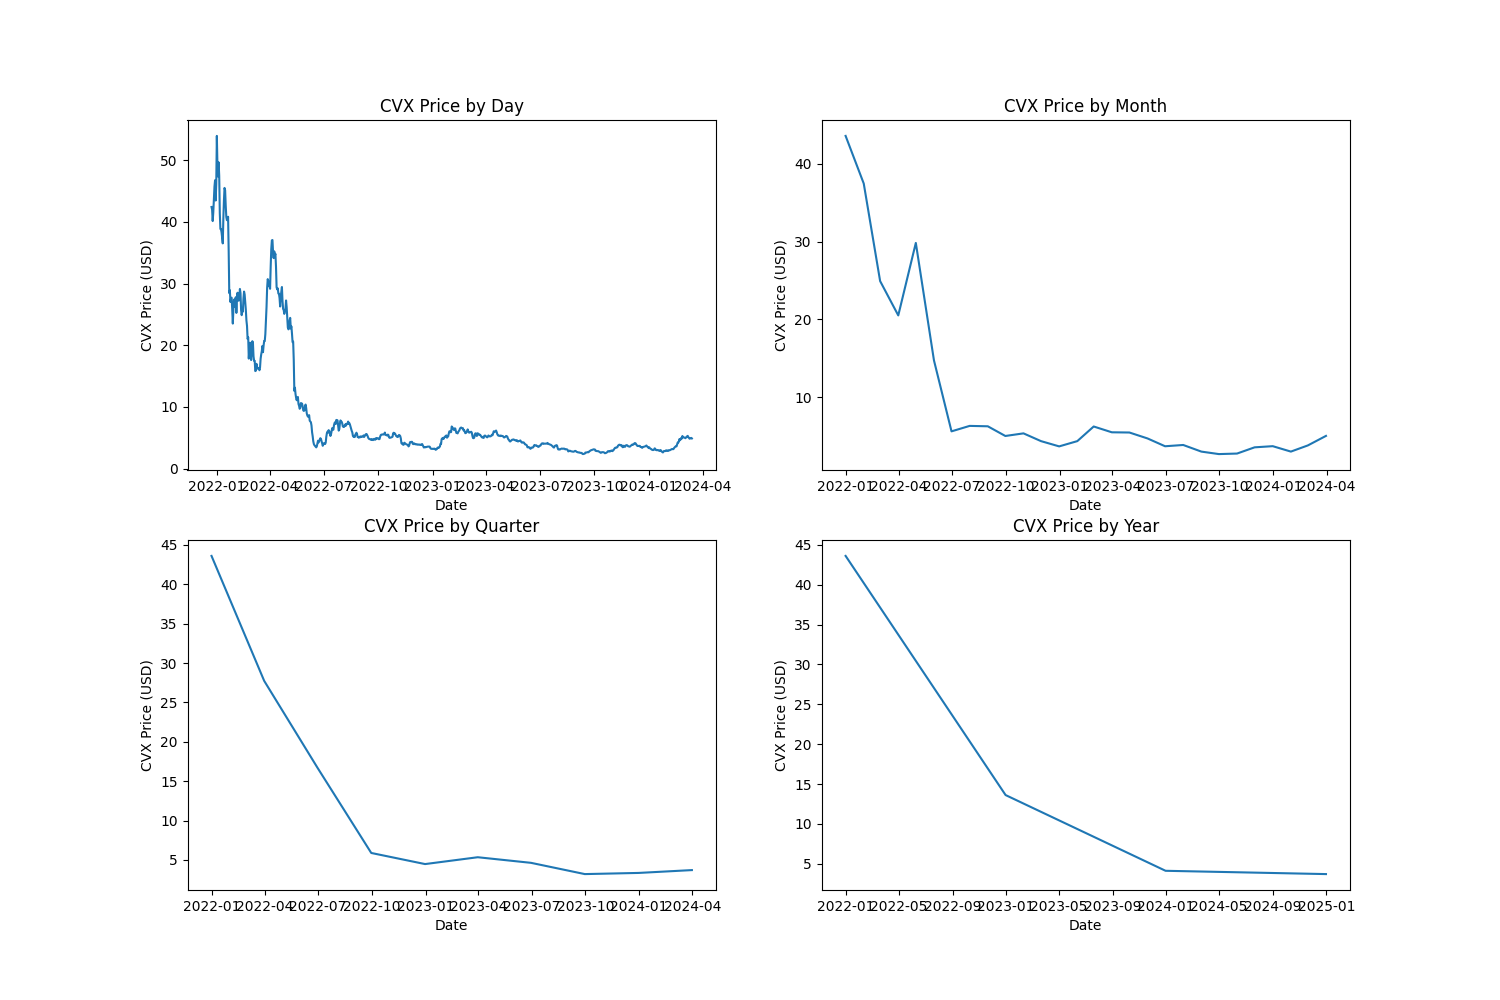 CVX Price by Day
CVX Price (USD)
50
40
30
20
10
0
2022-01 2022-04 2022-07 2022-10 2023-01 2023-04 2023-07 2023-10 2024-01 2024-04
Date
CVX Price by Month
CVX Price (USD)
40
30
20
10
2022-01 2022-04 2022-07 2022-10 2023-01 2023-04 2023-07 2023-10 2024-01 2024-04
Date
CVX Price by Quarter
CVX Price (USD)
45
40
35
30
25
20
15
10
5
2022-01 2022-04 2022-07 2022-10 2023-01 2023-04 2023-07 2023-10 2024-01 2024-04
Date
CVX Price by Year
CVX Price (USD)
45
40
35
30
25
20
15
10
5
2022-01 2022-05 2022-09 2023-01 2023-05 2023-09 2024-01 2024-05 2024-09 2025-01
Date